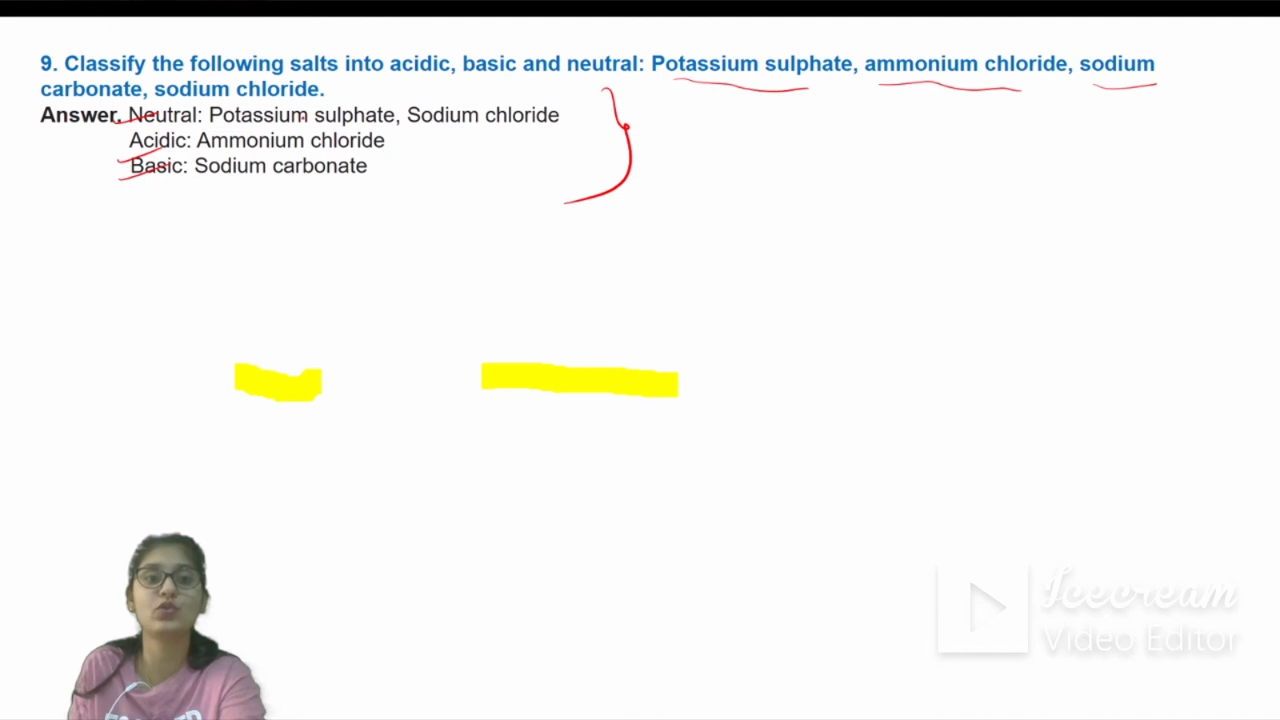 9. Classify the following salts into acidic, basic and neutral: Potassium sulphate, ammonium chloride, sodium
carbonate, sodium chloride.
Answer. Neutral: Potassium sulphate, Sodium chloride
Acidic: Ammonium chloride
Basic: Sodium carbonate
Icecream
Video Editor